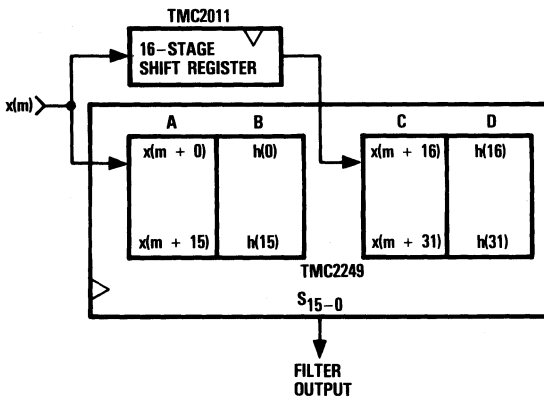 TMC2011
16-STAGE
SHIFT REGISTER
x(m)
A B C D
x(m + 0) h(0) x(m + 16) h(16)
x(m + 15) h(15) x(m + 31) h(31)
TMC2249
S15-0
FILTER
OUTPUT